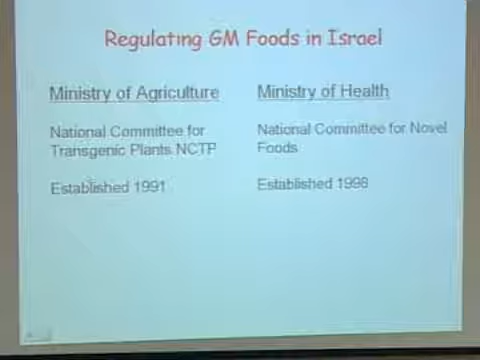 Regulating GM Foods in Israel
Ministry of Agriculture
National Committee for
Transgenic Plants NCTP
Established 1991
Ministry of Health
National Committee for Novel
Foods
Established 1998